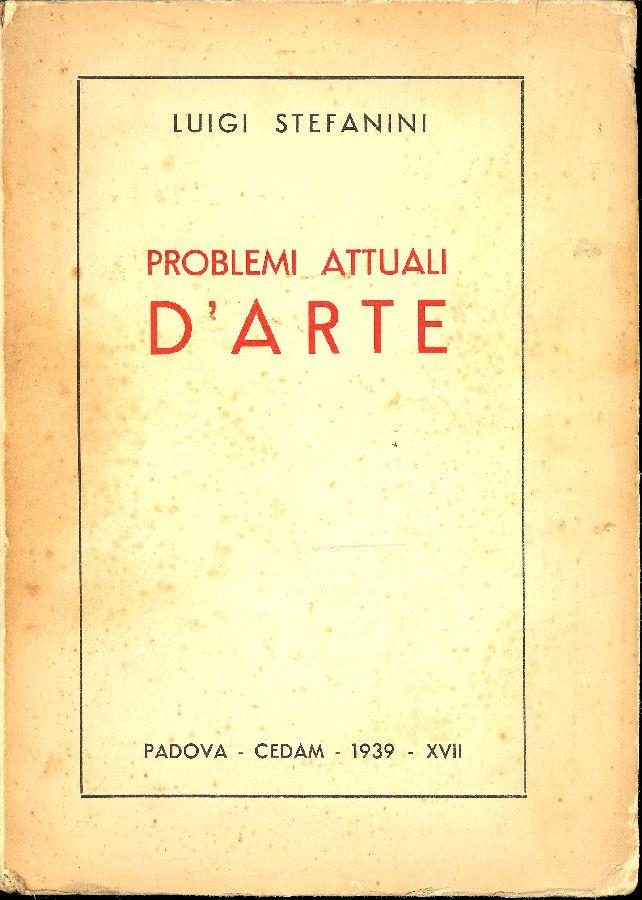 LUIGI STEFANINI
PROBLEMI ATTUALI
D'ARTE
PADOVA - CEDAM - 1939 - XVII